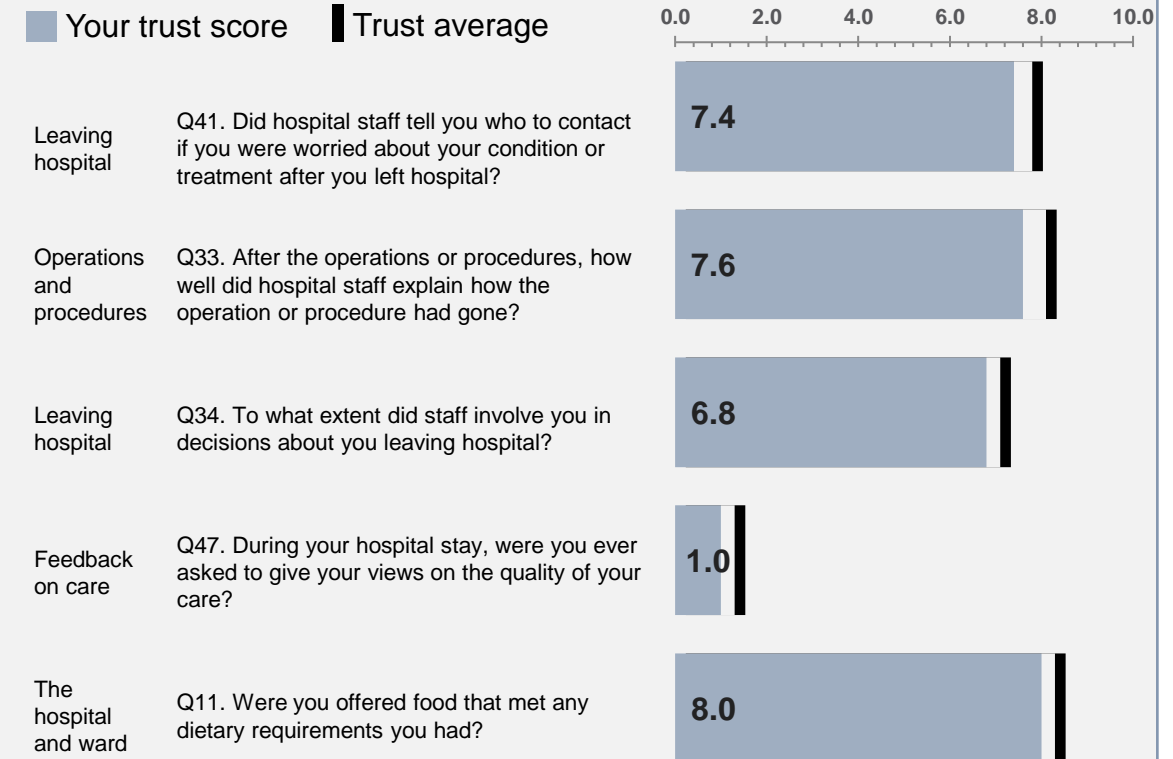 Your trust score
Trust average
0.0 2.0 4.0 6.0 8.0 10.0
Leaving
hospital
Q41. Did hospital staff tell you who to contact
if you were worried about your condition or
treatment after you left hospital?
7.4
Operations
and
procedures
Q33. After the operations or procedures, how
well did hospital staff explain how the
operation or procedure had gone?
7.6
Leaving
hospital
Q34. To what extent did staff involve you in
decisions about you leaving hospital?
6.8
Feedback
on care
Q47. During your hospital stay, were you ever
asked to give your views on the quality of your
care?
1.0
The
hospital
and ward
Q11. Were you offered food that met any
dietary requirements you had?
8.0